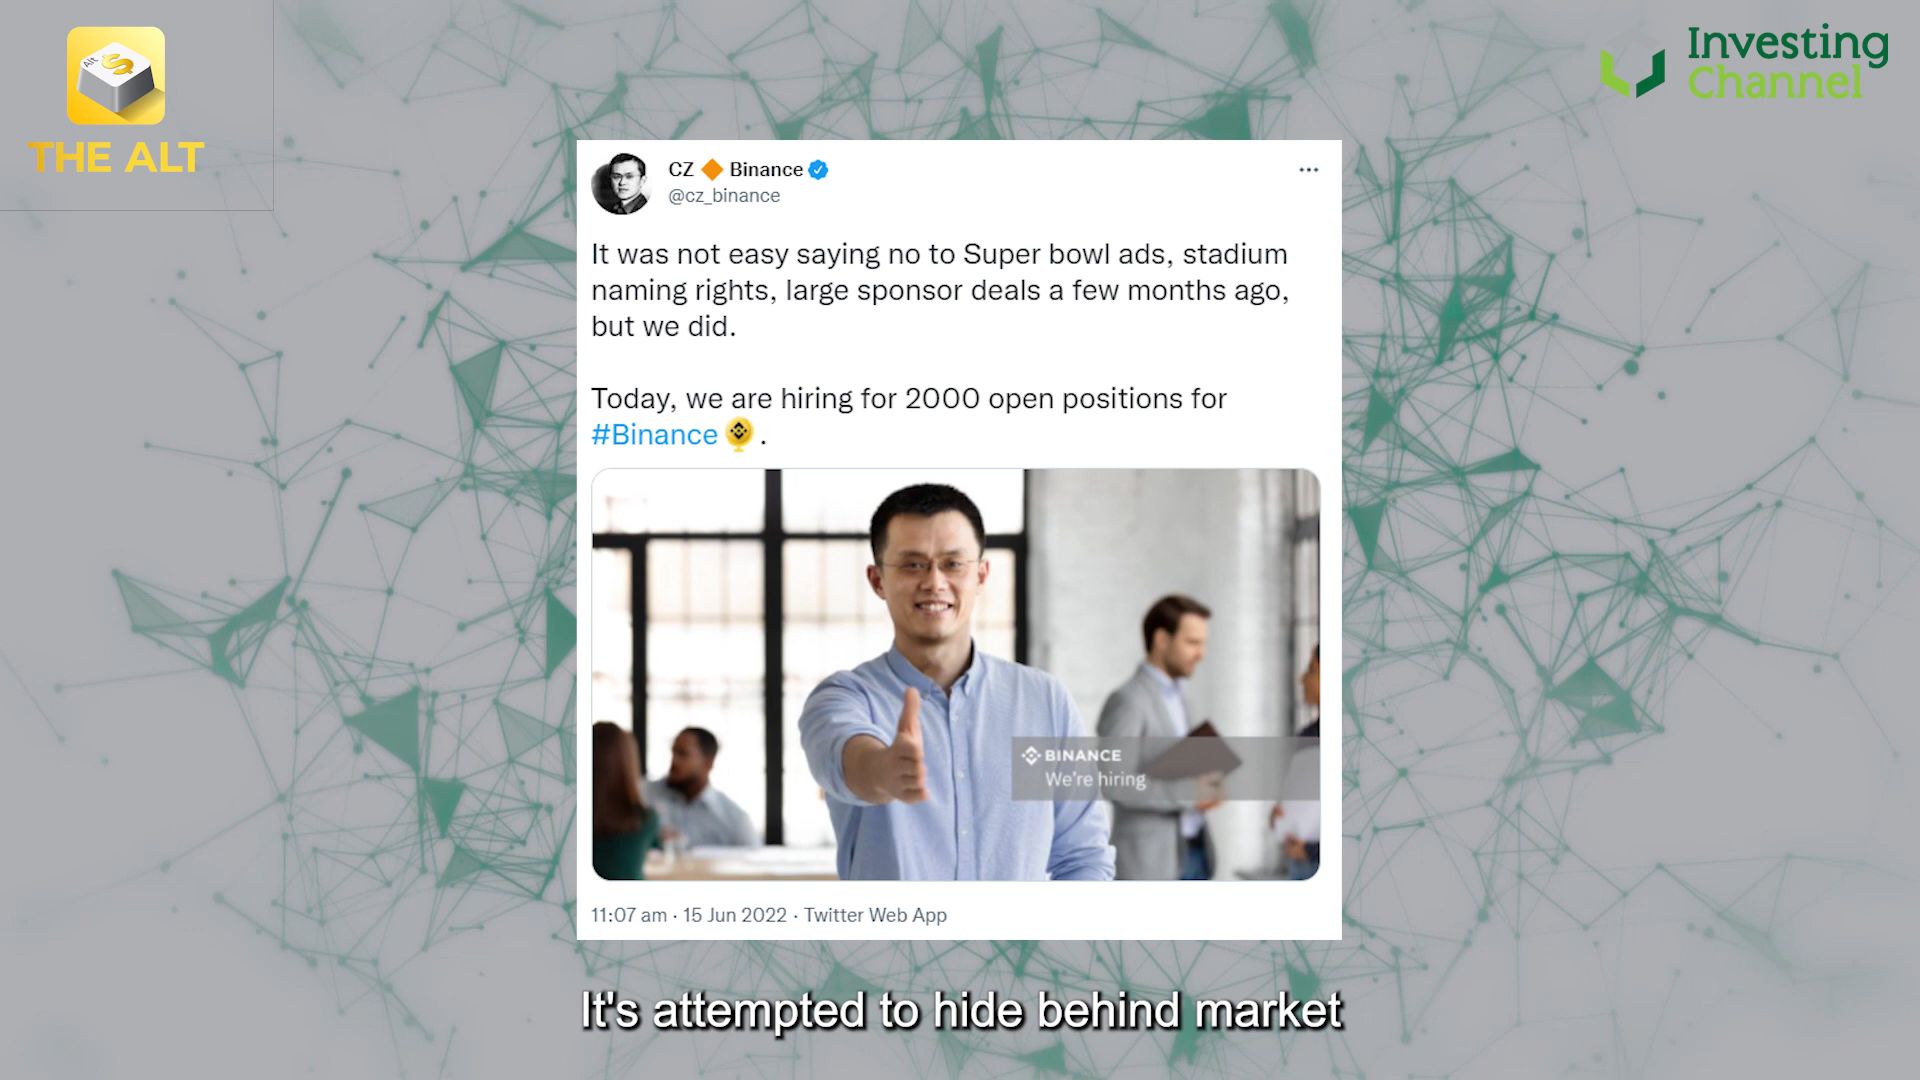 Alt
THE ALT
Investing
Channel
CZ 🔶 Binance
@cz_binance
It was not easy saying no to Super bowl ads, stadium
naming rights, large sponsor deals a few months ago,
but we did.
Today, we are hiring for 2000 open positions for
#Binance .
BINANCE
We're hiring
11:07 am · 15 Jun 2022 · Twitter Web App
It's attempted to hide behind market